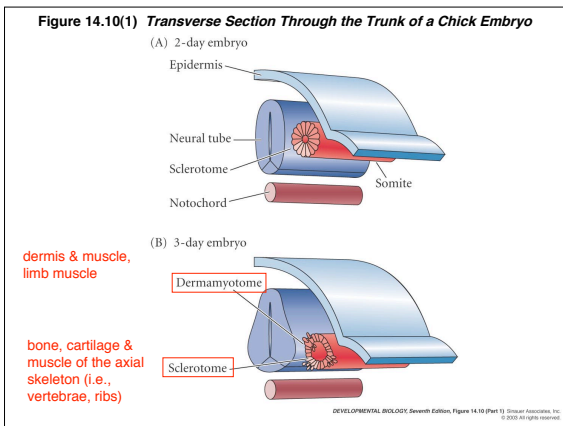 Figure 14.10(1) Transverse Section Through the Trunk of a Chick Embryo
(A) 2-day embryo
Epidermis
Neural tube
Sclerotome
Somite
Notochord
(B) 3-day embryo
dermis & muscle,
limb muscle
Dermamyotome
bone, cartilage &
muscle of the axial
skeleton (i.e.,
vertebrae, ribs)
Sclerotome
DEVELOPMENTAL BIOLOGY, Seventh Edition, Figure 14.10 (Part 1) Sinauer Associates, Inc.
© 2003 All rights reserved.